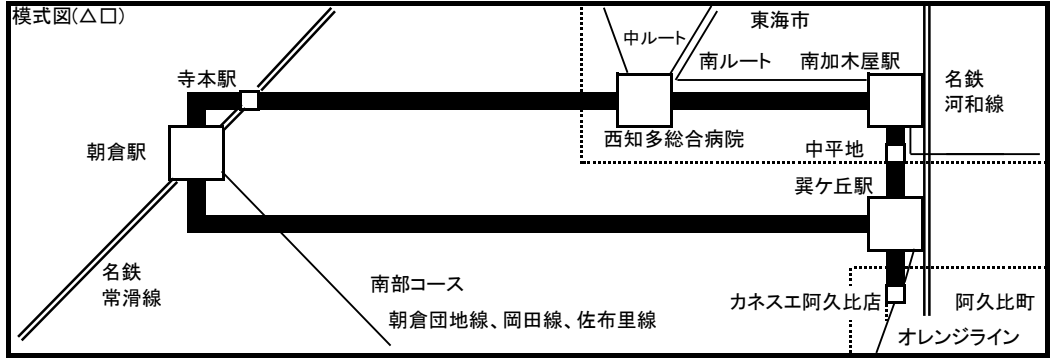 模式図(△□)
東海市
中ルート
寺本駅
南ルート
南加木屋駅
名鉄
河和線
西知多総合病院
朝倉駅
中平地
巽ケ丘駅
名鉄
常滑線
南部コース
カネスエ阿久比店
阿久比町
朝倉団地線、岡田線、佐布里線
オレンジライン